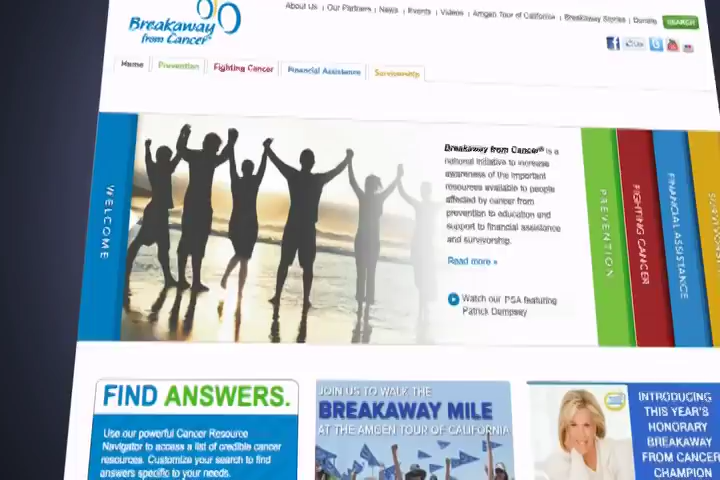 Breakaway
from Cancer
About Us | Our Partners | News | Events | Videos | Amgen Tour of California | Breakaway Stories | Donate SEARCH
Home Prevention Fighting Cancer Financial Assistance Survivorship
WELCOME
Breakaway from Cancer® is a
national initiative to increase
awareness of the important
resources available to people
affected by cancer from
prevention to education and
support to financial assistance
and survivorship.
Read more »
Watch our PSA featuring
Patrick Dempsey
PREVENTION
FIGHTING CANCER
FINANCIAL ASSISTANCE
FIND ANSWERS.
Use our powerful Cancer Resource
Navigator to access a list of credible cancer
resources. Customize your search to find
answers specific to your needs.
JOIN US TO WALK THE
BREAKAWAY MILE
AT THE AMGEN TOUR OF CALIFORNIA
INTRODUCING
THIS YEAR'S
HONORARY
BREAKAWAY
FROM CANCER
CHAMPION